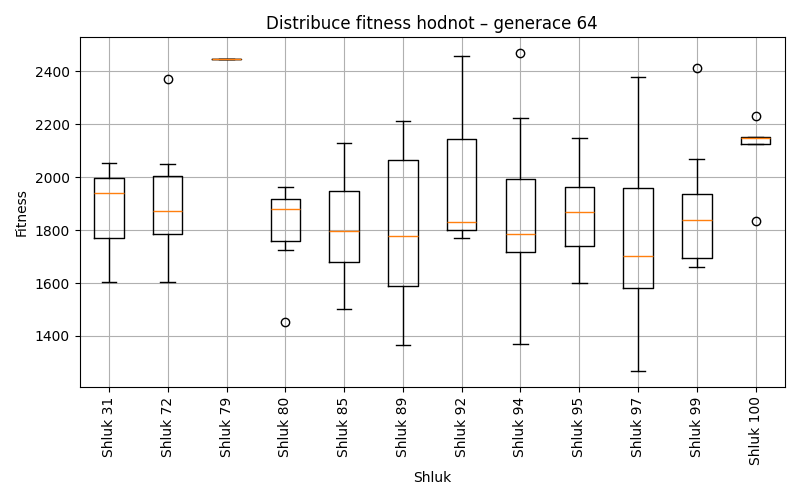 Distribuce fitness hodnot – generace 64
Fitness
2400
2200
2000
1800
1600
1400
Shluk 31
Shluk 72
Shluk 79
Shluk 80
Shluk 85
Shluk 89
Shluk 92
Shluk 94
Shluk 95
Shluk 97
Shluk 99
Shluk 100
Shluk